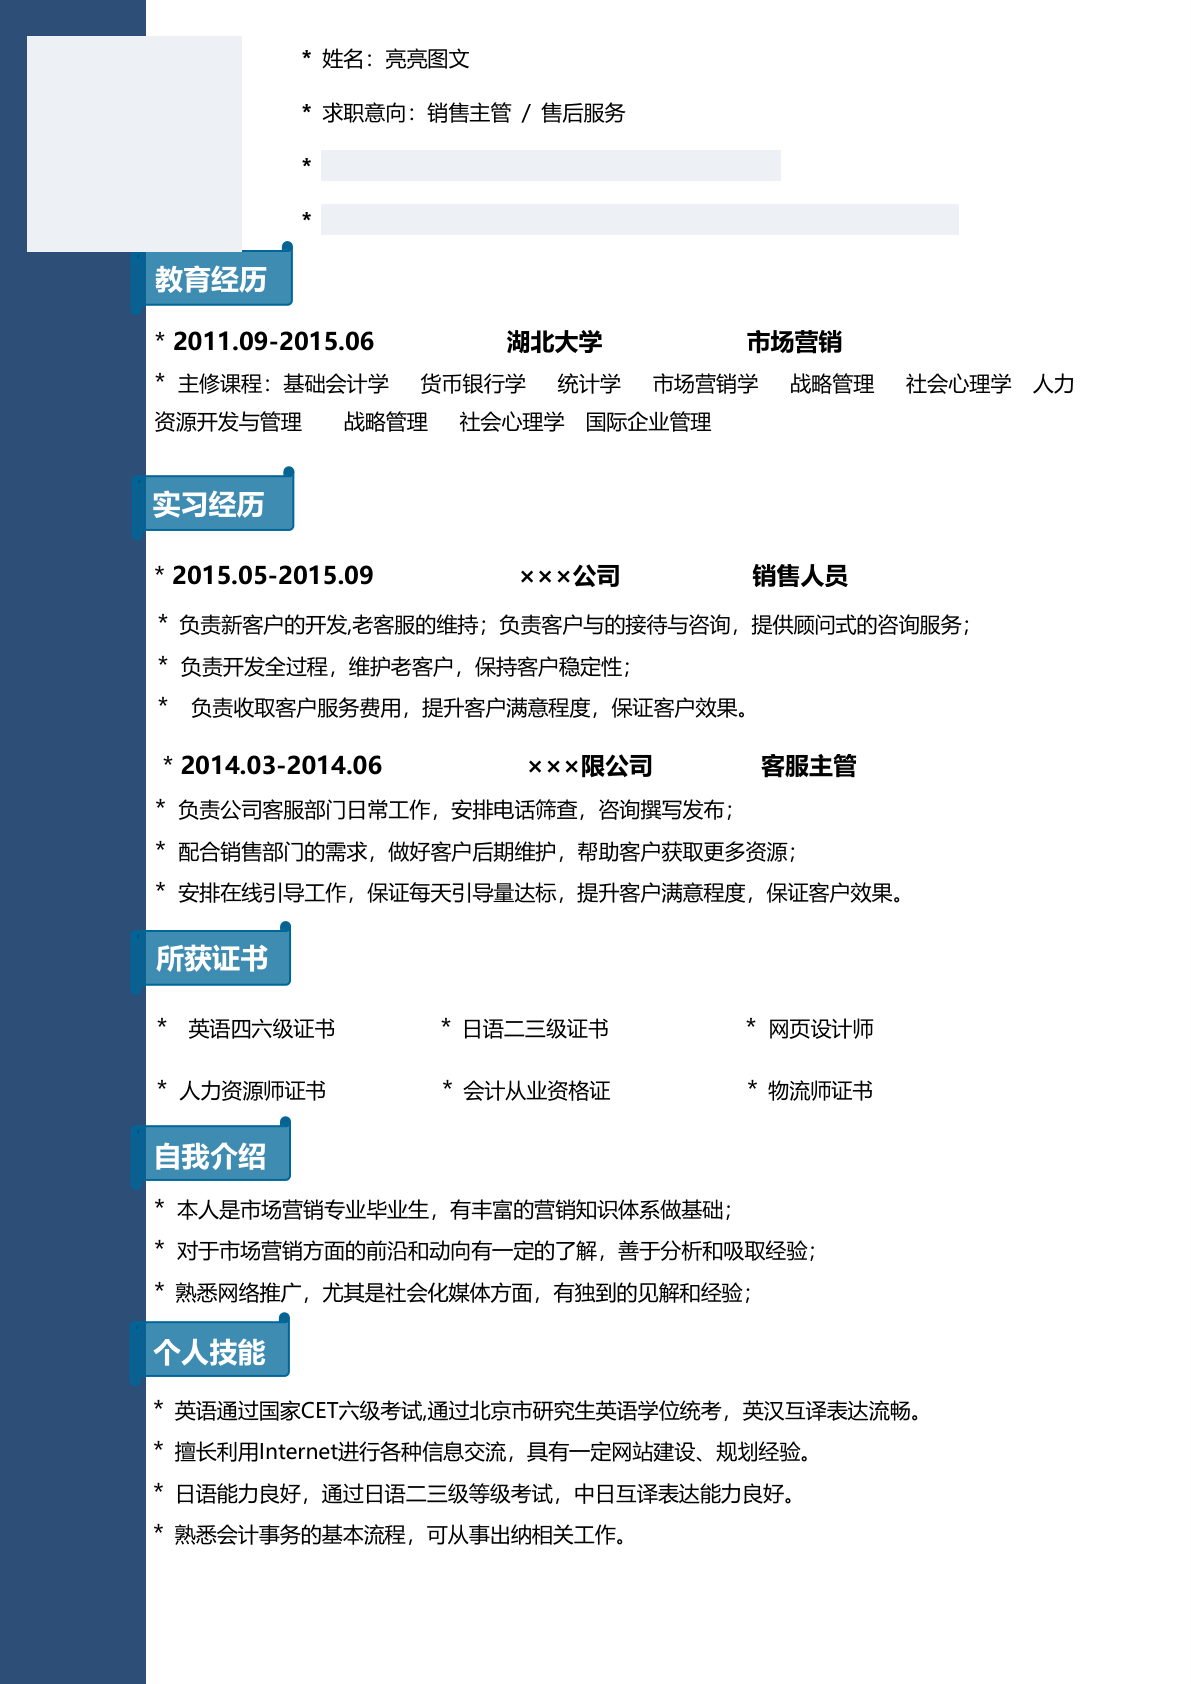 * 姓名：亮亮图文
* 求职意向：销售主管 / 售后服务
*
*
教育经历
* 2011.09-2015.06 湖北大学 市场营销
* 主修课程：基础会计学 货币银行学 统计学 市场营销学 战略管理 社会心理学 人力
资源开发与管理 战略管理 社会心理学 国际企业管理
实习经历
* 2015.05-2015.09 ×××公司 销售人员
* 负责新客户的开发,老客服的维持；负责客户与的接待与咨询，提供顾问式的咨询服务；
* 负责开发全过程，维护老客户，保持客户稳定性；
* 负责收取客户服务费用，提升客户满意程度，保证客户效果。
* 2014.03-2014.06 ×××限公司 客服主管
* 负责公司客服部门日常工作，安排电话筛查，咨询撰写发布；
* 配合销售部门的需求，做好客户后期维护，帮助客户获取更多资源；
* 安排在线引导工作，保证每天引导量达标，提升客户满意程度，保证客户效果。
所获证书
* 英语四六级证书 * 日语二三级证书 * 网页设计师
* 人力资源师证书 * 会计从业资格证 * 物流师证书
自我介绍
* 本人是市场营销专业毕业生，有丰富的营销知识体系做基础；
* 对于市场营销方面的前沿和动向有一定的了解，善于分析和吸取经验；
* 熟悉网络推广，尤其是社会化媒体方面，有独到的见解和经验；
个人技能
* 英语通过国家CET六级考试,通过北京市研究生英语学位统考，英汉互译表达流畅。
* 擅长利用Internet进行各种信息交流，具有一定网站建设、规划经验。
* 日语能力良好，通过日语二三级等级考试，中日互译表达能力良好。
* 熟悉会计事务的基本流程，可从事出纳相关工作。